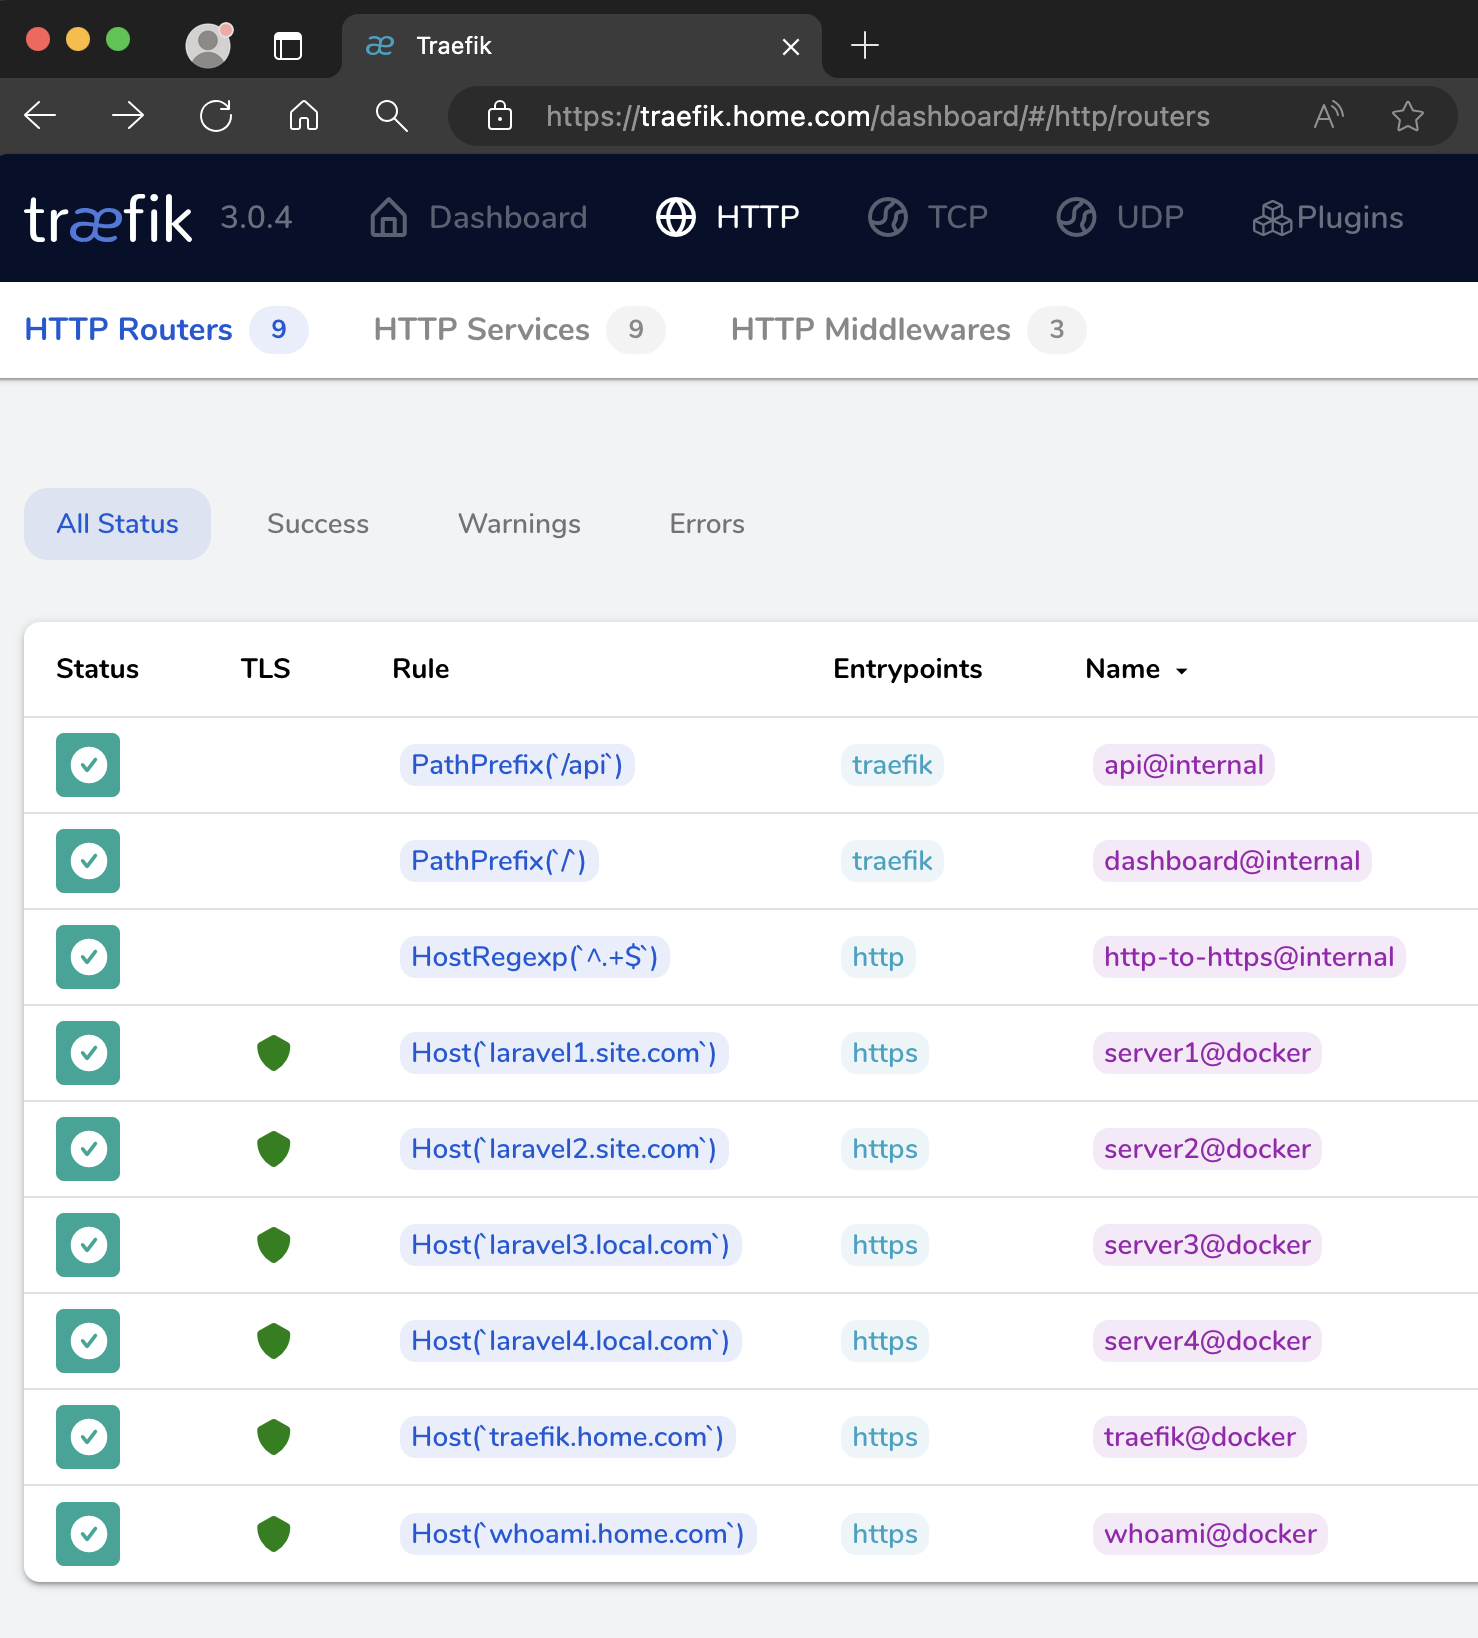 Traefik
https://traefik.home.com/dashboard/#/http/routers
træfik 3.0.4 Dashboard HTTP TCP UDP Plugins
HTTP Routers 9 HTTP Services 9 HTTP Middlewares 3
All Status Success Warnings Errors
Status TLS Rule Entrypoints Name
PathPrefix(`/api`) traefik api@internal
PathPrefix(`/`) traefik dashboard@internal
HostRegexp(`^.+$`) http http-to-https@internal
Host(`laravel1.site.com`) https server1@docker
Host(`laravel2.site.com`) https server2@docker
Host(`laravel3.local.com`) https server3@docker
Host(`laravel4.local.com`) https server4@docker
Host(`traefik.home.com`) https traefik@docker
Host(`whoami.home.com`) https whoami@docker